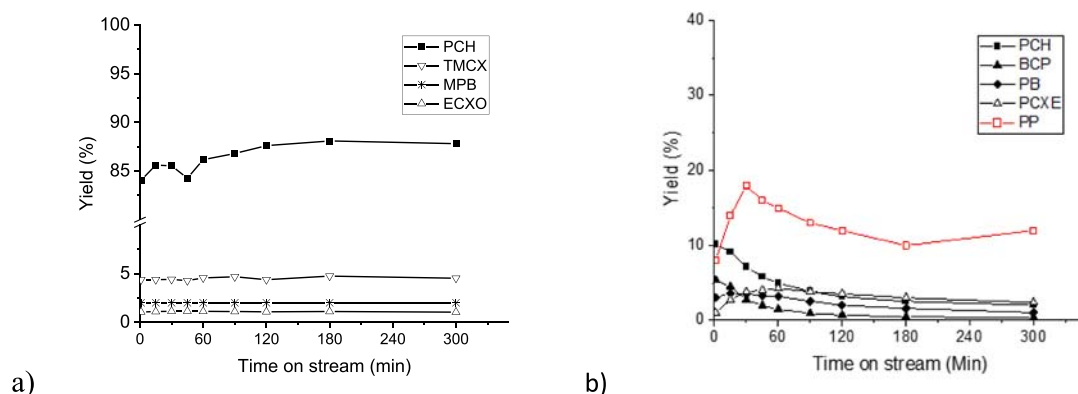 100
95
90
85
5
0
Yield (%)
PCH
TMCX
MPB
ECXO
0
60
120
180
240
300
Time on stream (min)
a)
40
30
20
10
0
Yield (%)
PCH
BCP
PB
PCXE
PP
0
60
120
180
240
300
Time on stream (Min)
b)